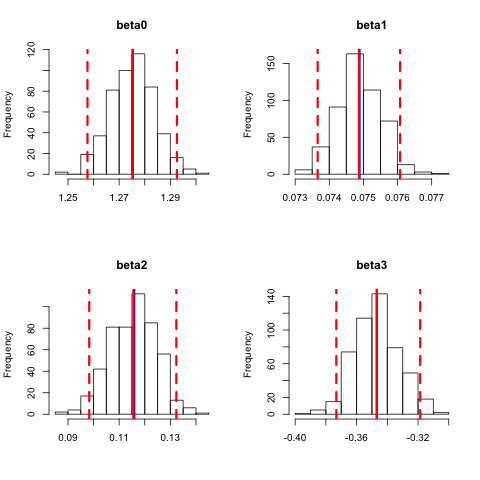 beta0
Frequency
0 20 40 60 80 120
1.25 1.27 1.29
beta1
Frequency
0 50 100 150
0.073 0.074 0.075 0.076 0.077
beta2
Frequency
0 20 40 60 80
0.09 0.11 0.13
beta3
Frequency
0 20 60 100 140
-0.40 -0.36 -0.32